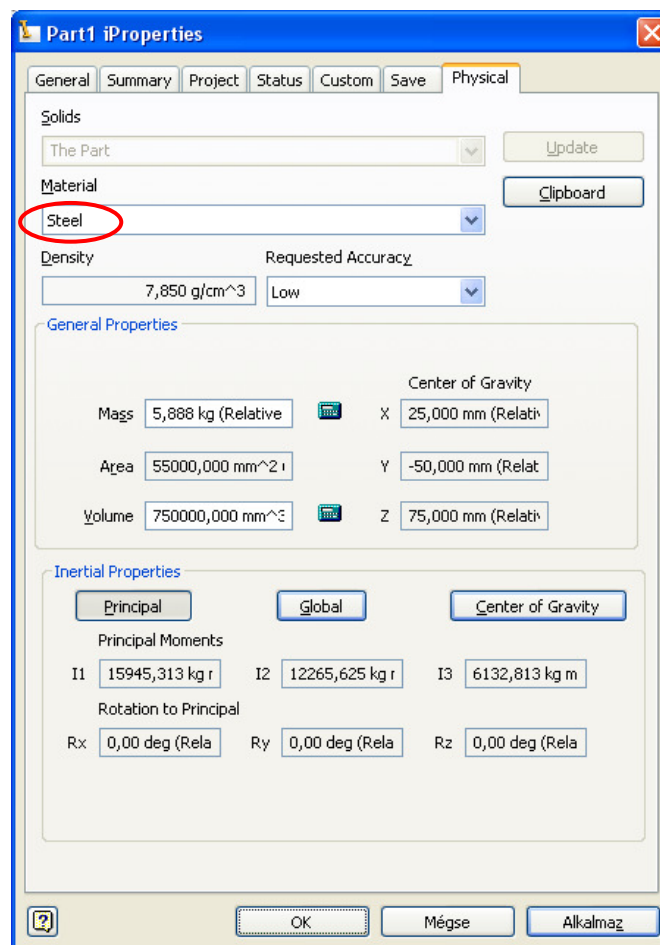 Part1 iProperties
General Summary Project Status Custom Save Physical
Solids
The Part
Update
Material
Clipboard
Steel
Density Requested Accuracy
7,850 g/cm^3 Low
General Properties
Center of Gravity
Mass 5,888 kg (Relative X 25,000 mm (Relativ
Area 55000,000 mm^2 Y -50,000 mm (Relat
Volume 750000,000 mm^3 Z 75,000 mm (Relativ
Inertial Properties
Principal Global Center of Gravity
Principal Moments
I1 15945,313 kg I2 12265,625 kg I3 6132,813 kg m
Rotation to Principal
Rx 0,00 deg (Rela Ry 0,00 deg (Rela Rz 0,00 deg (Rela
OK Mégse Alkalmaz